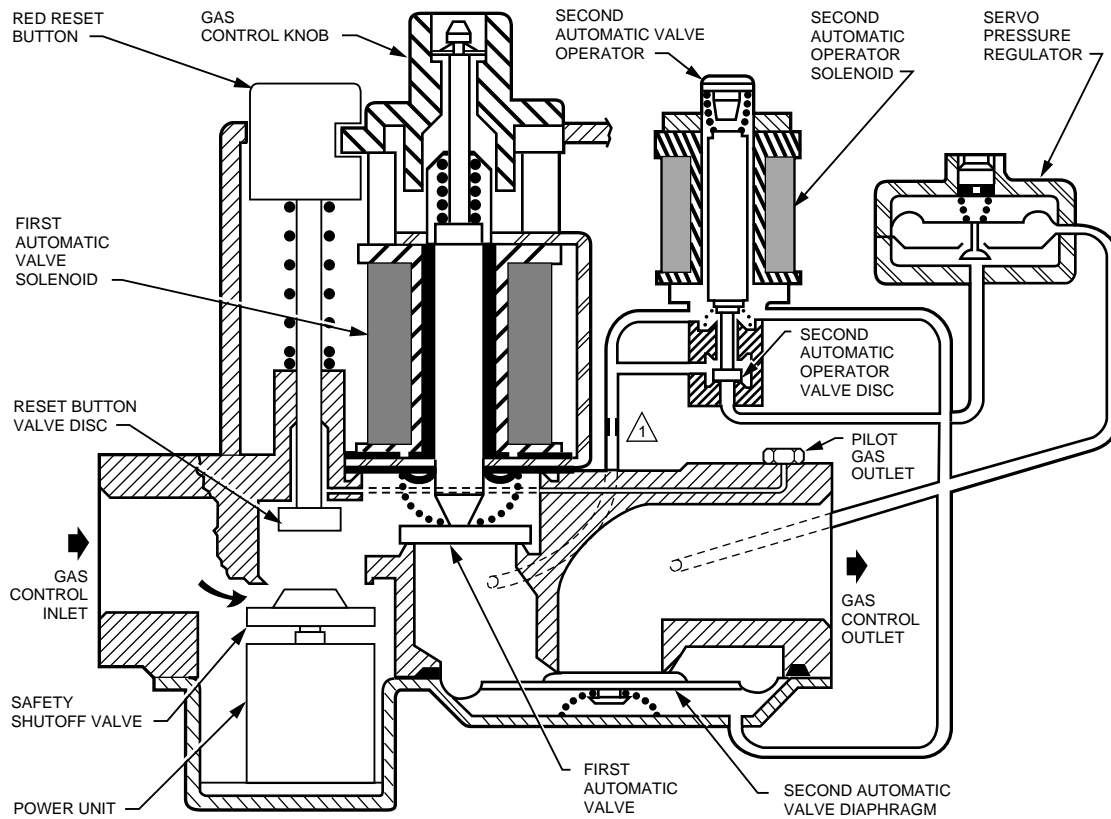 RED RESET
BUTTON
GAS
CONTROL KNOB
SECOND
AUTOMATIC VALVE
OPERATOR
SECOND
AUTOMATIC
OPERATOR
SOLENOID
SERVO
PRESSURE
REGULATOR
FIRST
AUTOMATIC
VALVE
SOLENOID
SECOND
AUTOMATIC
OPERATOR
VALVE DISC
RESET BUTTON
VALVE DISC
1
PILOT
GAS
OUTLET
GAS
CONTROL
INLET
GAS
CONTROL
OUTLET
SAFETY
SHUTOFF VALVE
POWER UNIT
FIRST
AUTOMATIC
VALVE
SECOND AUTOMATIC
VALVE DIAPHRAGM